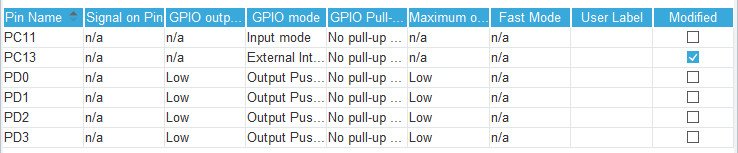 Pin Name Signal on Pin GPIO outp... GPIO mode GPIO Pull-... Maximum o... Fast Mode User Label Modified
PC11 n/a n/a Input mode No pull-up ... n/a n/a
PC13 n/a n/a External Int... No pull-up ... n/a n/a
PD0 n/a Low Output Pus... No pull-up ... Low n/a
PD1 n/a Low Output Pus... No pull-up ... Low n/a
PD2 n/a Low Output Pus... No pull-up ... Low n/a
PD3 n/a Low Output Pus... No pull-up ... Low n/a